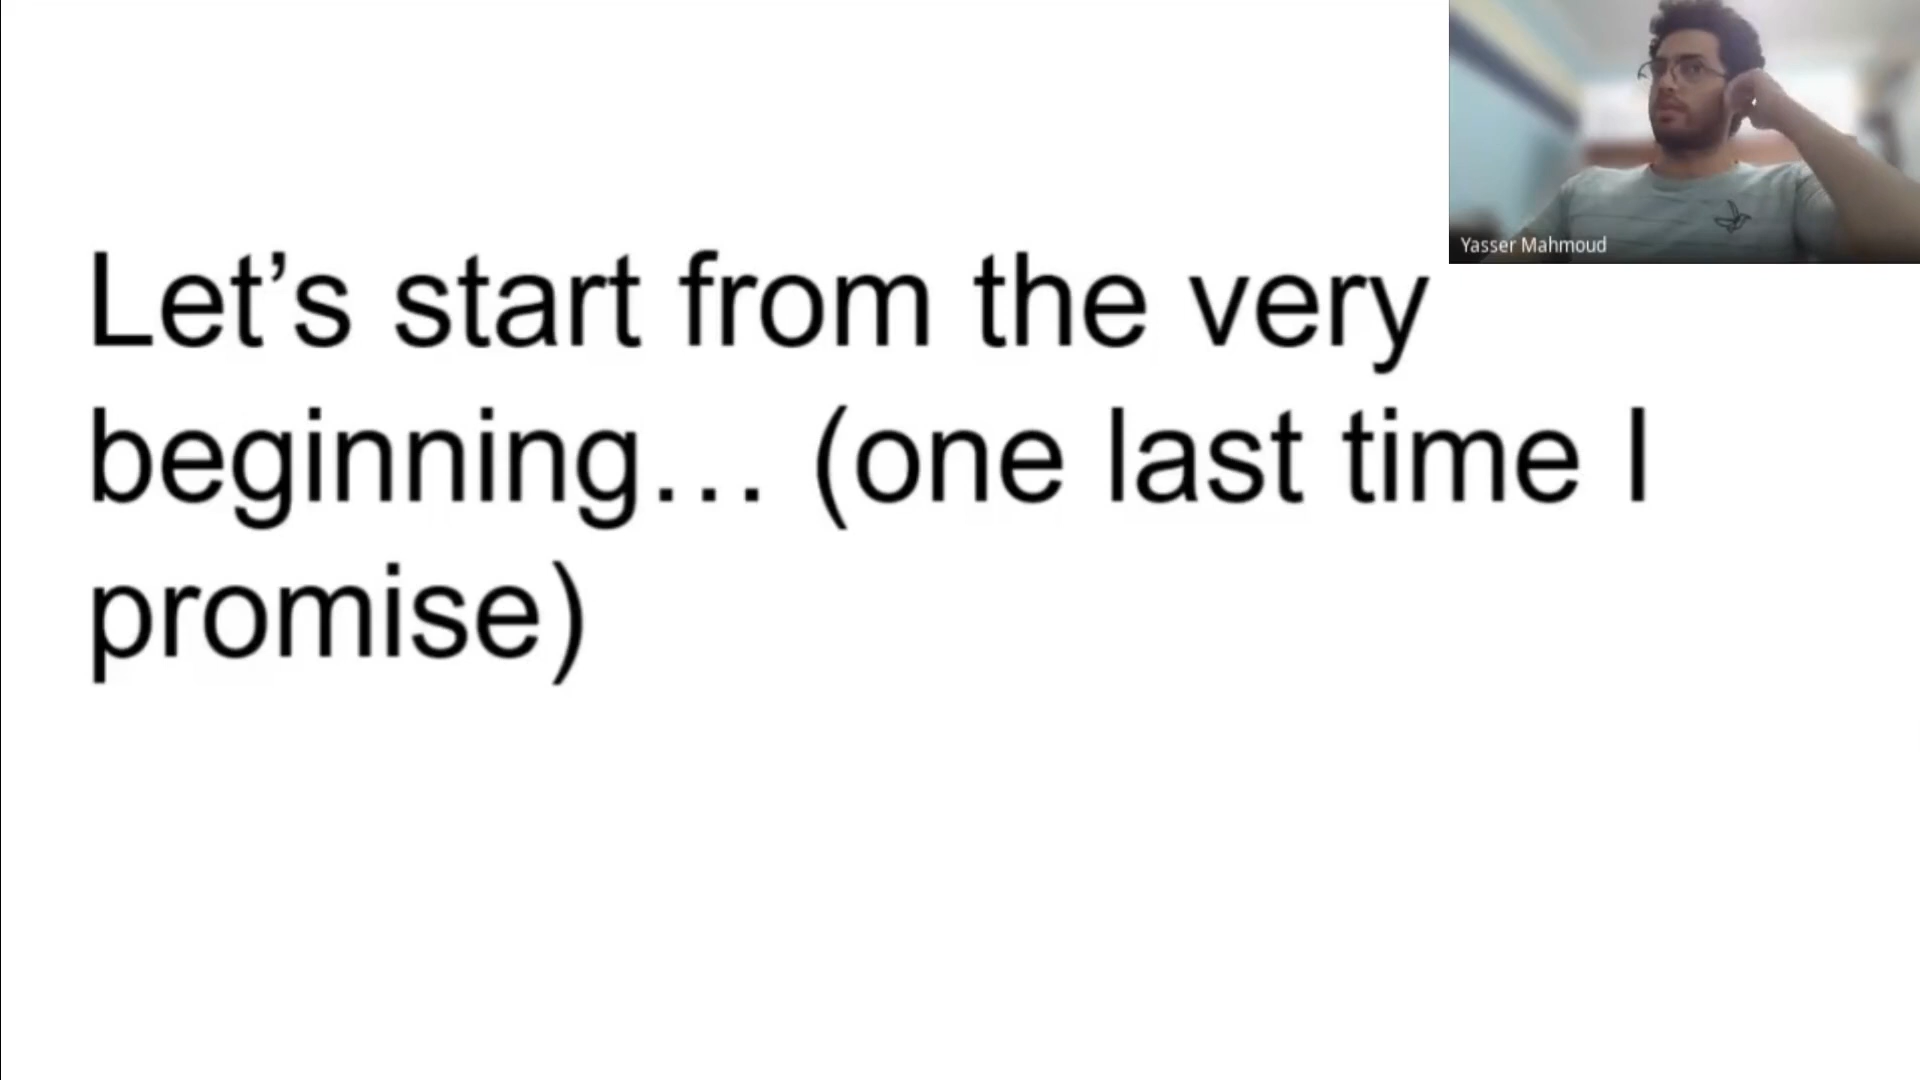 Let’s start from the very
beginning… (one last time I
promise)
Yasser Mahmoud